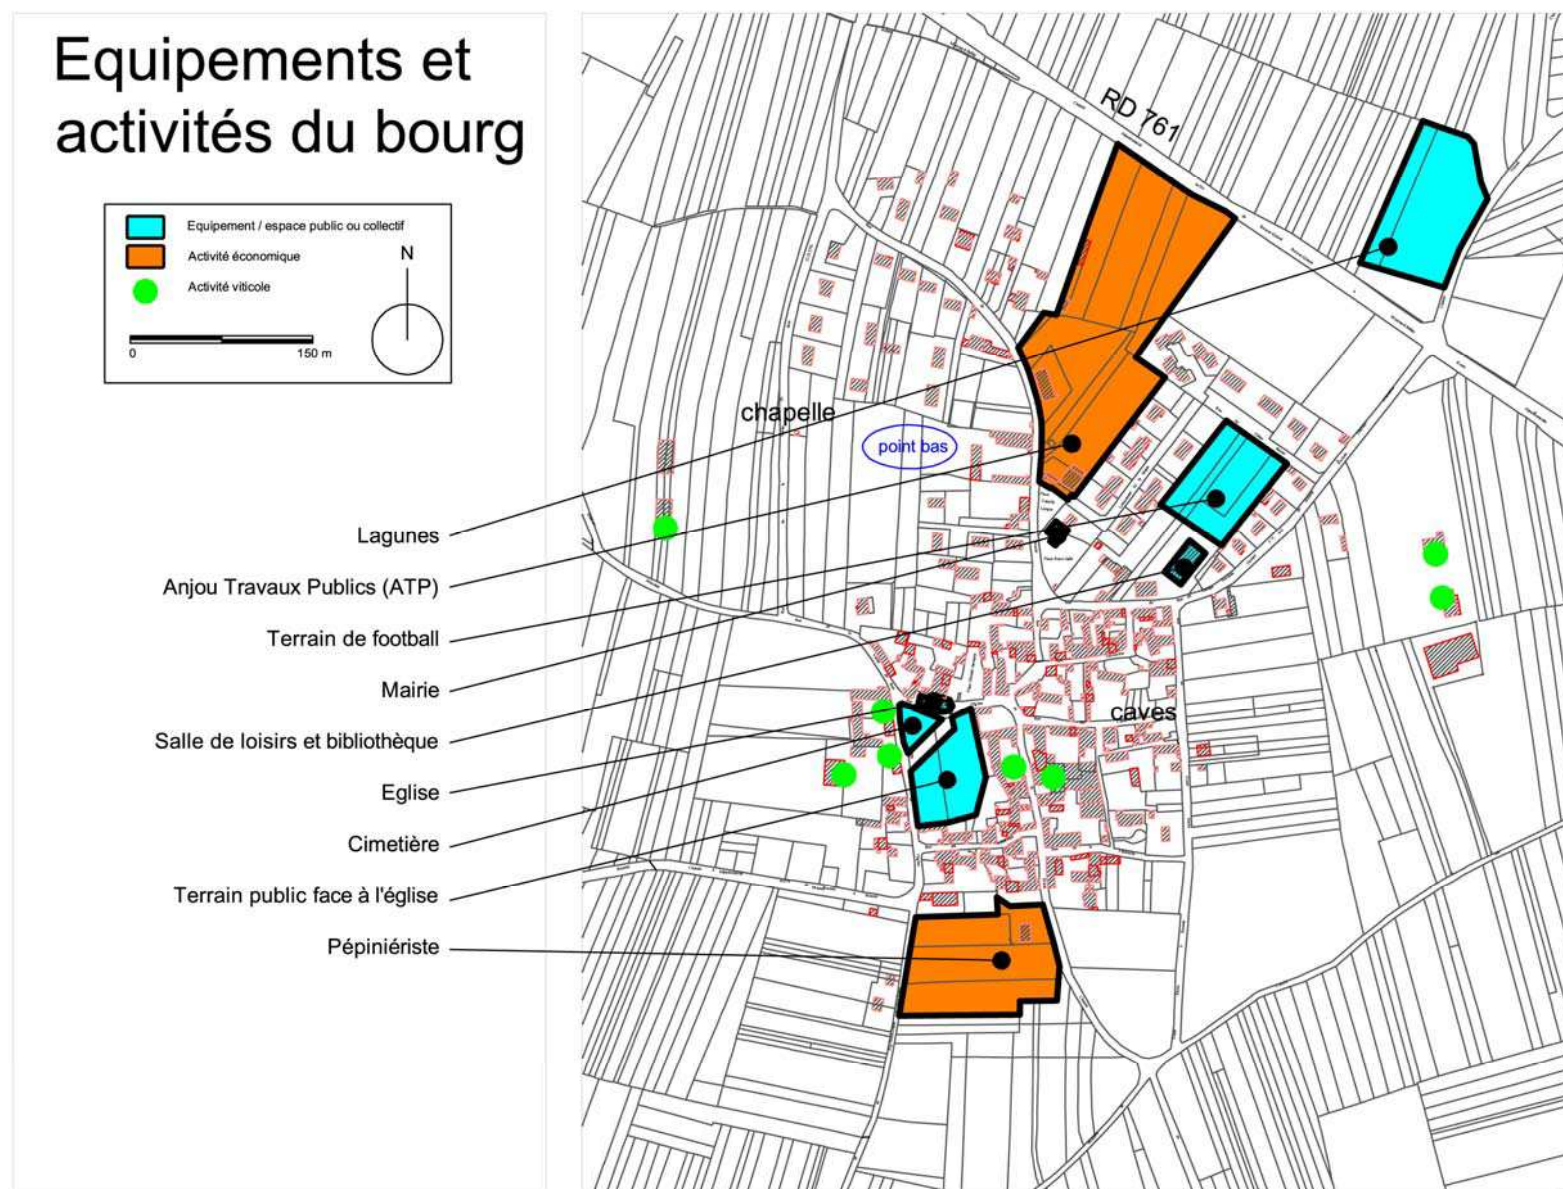 Equipements et
activités du bourg
Equipement / espace public ou collectif
Activité économique
Activité viticole
N
0
150 m
RD 761
chapelle
point bas
caves
Lagunes
Anjou Travaux Publics (ATP)
Terrain de football
Mairie
Salle de loisirs et bibliothèque
Eglise
Cimetière
Terrain public face à l'église
Pépiniériste